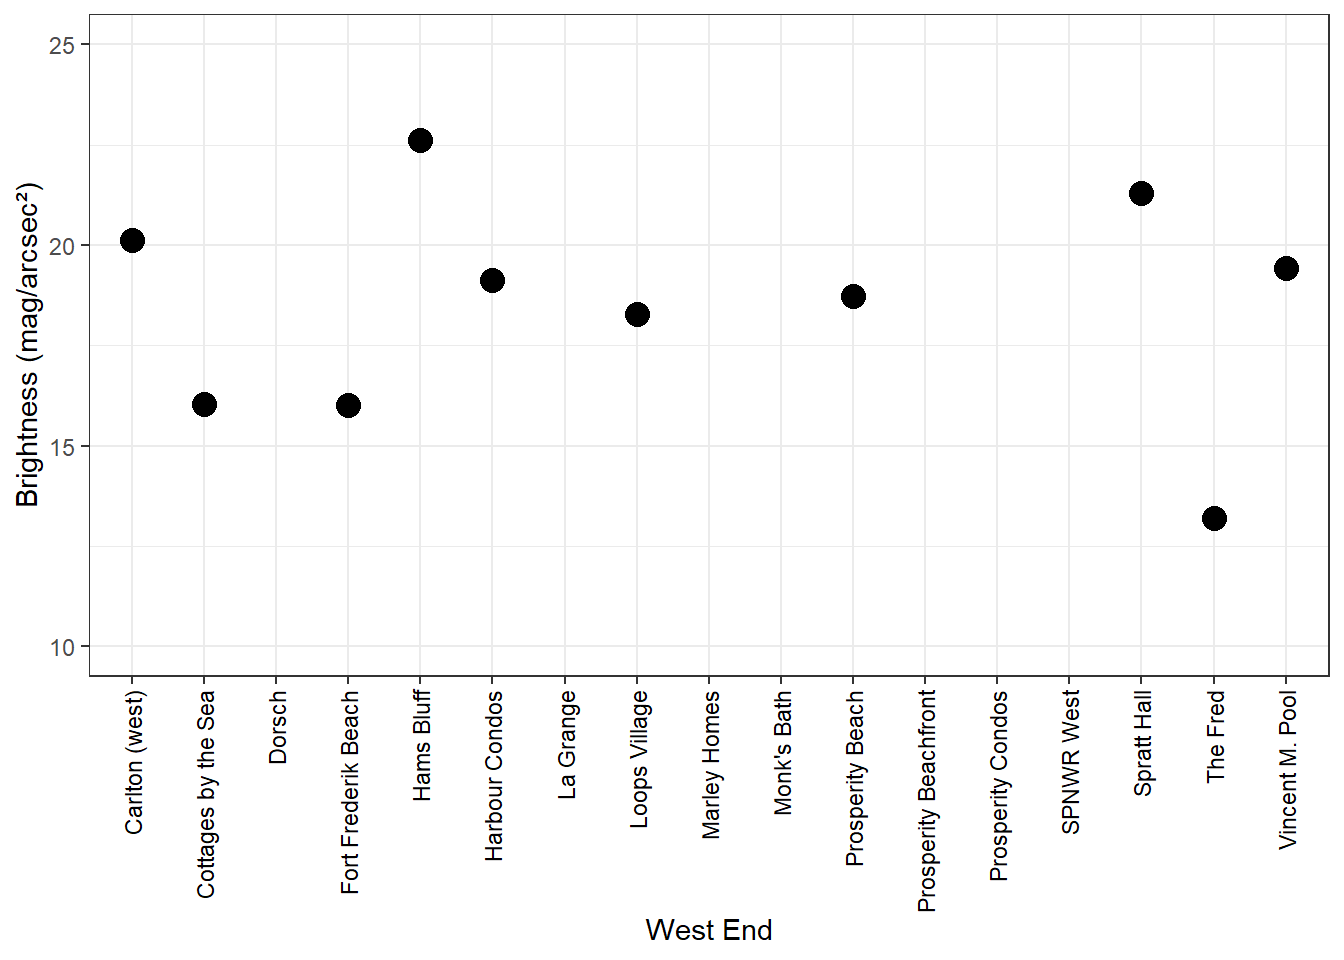 Brightness (mag/arcsec²)
25
20
15
10
Carlton (west)
Cottages by the Sea
Dorsch
Fort Frederik Beach
Hams Bluff
Harbour Condos
La Grange
Loops Village
Marley Homes
Monk's Bath
Prosperity Beach
Prosperity Beachfront
Prosperity Condos
SPNWR West
Spratt Hall
The Fred
Vincent M. Pool
West End